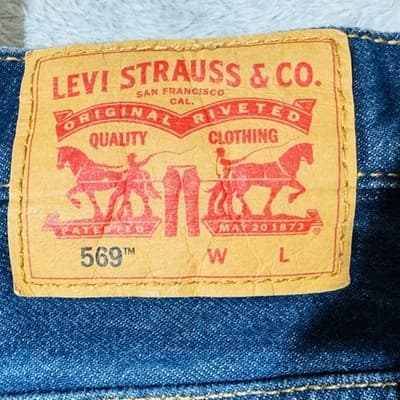 LEVI STRAUSS & CO.
SAN FRANCISCO
CAL.
ORIGINAL RIVETED
QUALITY CLOTHING
PATENTED MAY 20 1873
569™ W L